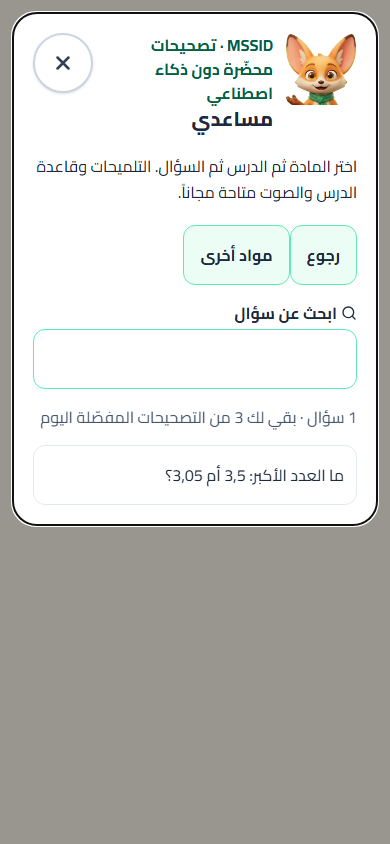 MSSID · تصحيحات
محضّرة دون ذكاء
اصطناعي
مساعدي
اختر المادة ثم الدرس ثم السؤال. التلميحات وقاعدة
الدرس والصوت متاحة مجاناً.
رجوع
مواد أخرى
ابحث عن سؤال
1 سؤال · بقي لك 3 من التصحيحات المفصّلة اليوم
ما العدد الأكبر: 3,5 أم 3,05؟